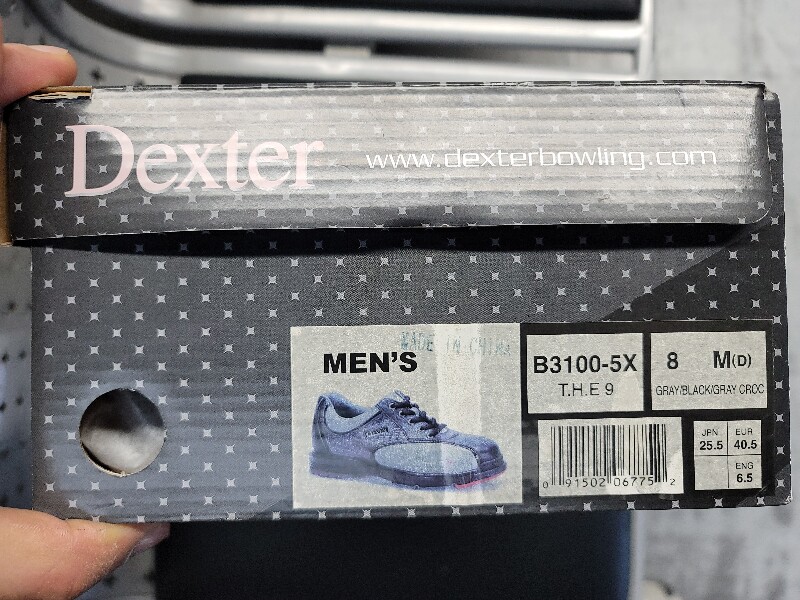 Dexter www.dexterbowling.com
MADE IN CHINA
MEN'S
B3100-5X
T.H.E 9
8 M(D)
GRAY/BLACK/GRAY CROC
0 91502 06775 2
JPN EUR
25.5 40.5
ENG
6.5